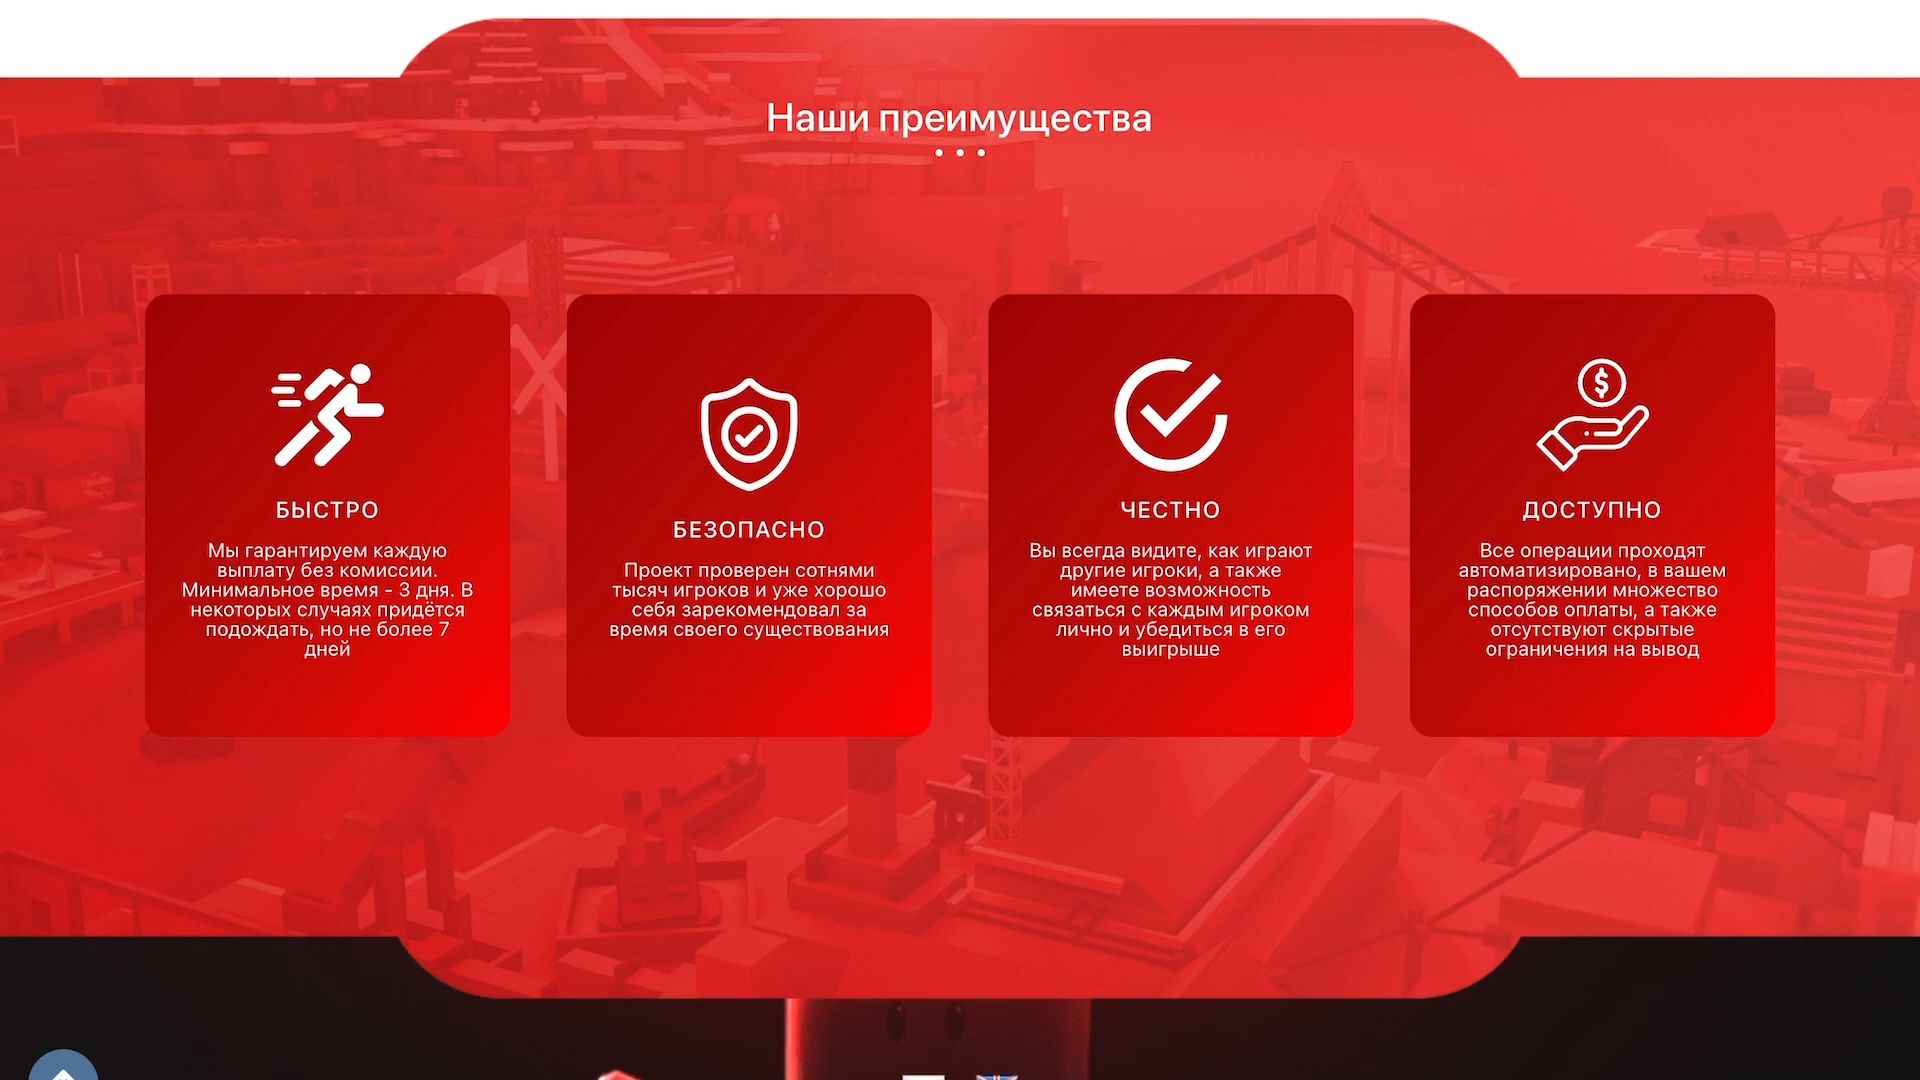 Наши преимущества
БЫСТРО
Мы гарантируем каждую
выплату без комиссии.
Минимальное время - 3 дня. В
некоторых случаях придётся
подождать, но не более 7
дней
БЕЗОПАСНО
Проект проверен сотнями
тысяч игроков и уже хорошо
себя зарекомендовал за
время своего существования
ЧЕСТНО
Вы всегда видите, как играют
другие игроки, а также
имеете возможность
связаться с каждым игроком
лично и убедиться в его
выигрыше
ДОСТУПНО
Все операции проходят
автоматизировано, в вашем
распоряжении множество
способов оплаты, а также
отсутствуют скрытые
ограничения на вывод